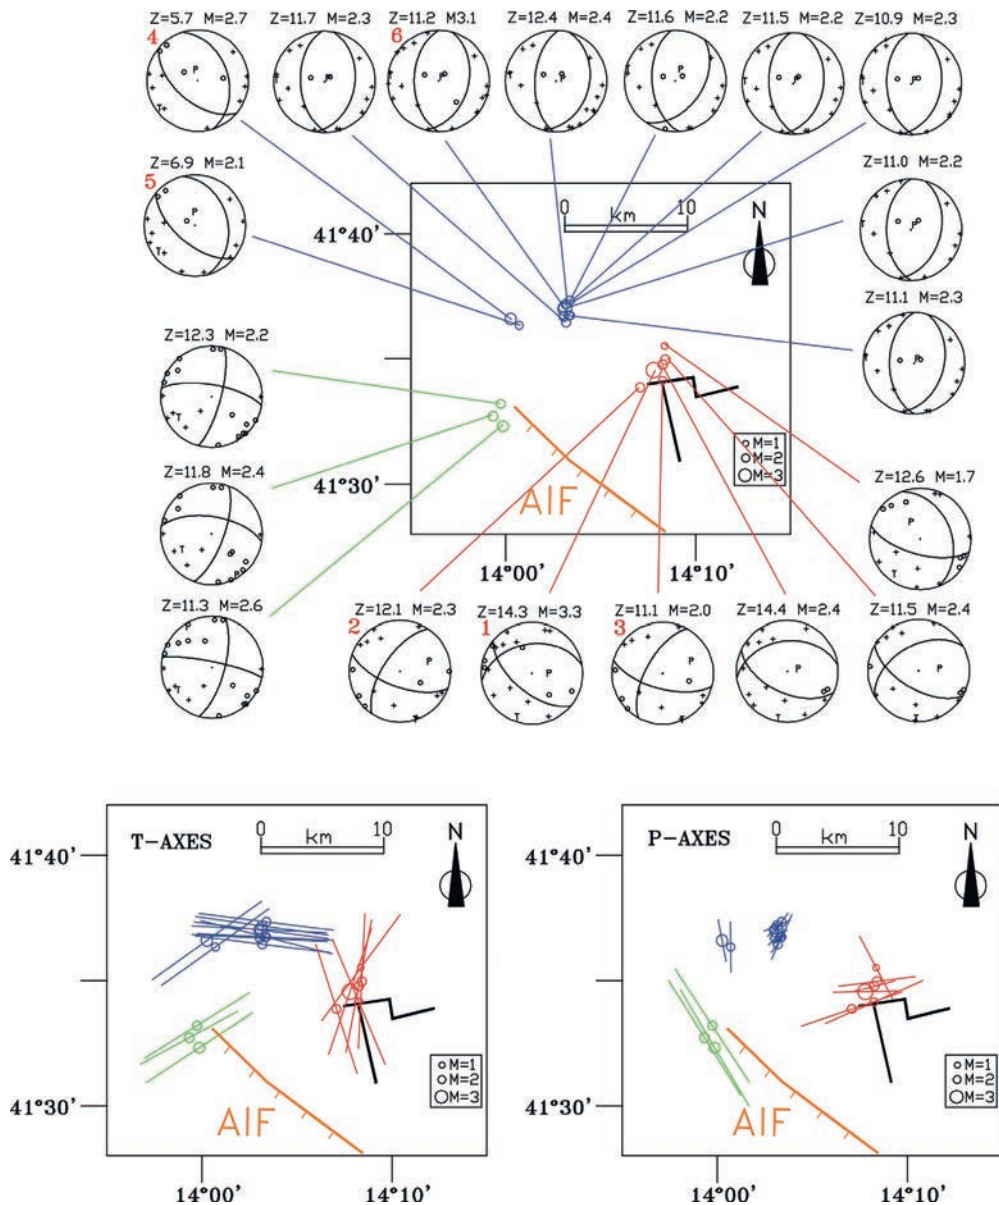 Z=5.7 M=2.7
Z=11.7 M=2.3
Z=11.2 M3.1
Z=12.4 M=2.4
Z=11.6 M=2.2
Z=11.5 M=2.2
Z=10.9 M=2.3
4
6
P
T
P
T
P
T
P
T
P
T
P
T
P
T
Z=6.9 M=2.1
5
P
T
Z=11.0 M=2.2
P
T
0 10
km
N
41°40'
Z=11.1 M=2.3
P
T
Z=12.3 M=2.2
T
P
Z=11.8 M=2.4
T
P
41°30'
AIF
M=1
M=2
M=3
Z=12.6 M=1.7
P
T
14°00'
14°10'
Z=11.3 M=2.6
P
T
2
Z=12.1 M=2.3
P
T
1
Z=14.3 M=3.3
P
T
3
Z=11.1 M=2.0
P
T
Z=14.4 M=2.4
P
T
Z=11.5 M=2.4
P
T
T-AXES
0 10
km
N
41°40'
41°30'
AIF
M=1
M=2
M=3
14°00'
14°10'
P-AXES
0 10
km
N
41°40'
41°30'
AIF
M=1
M=2
M=3
14°00'
14°10'